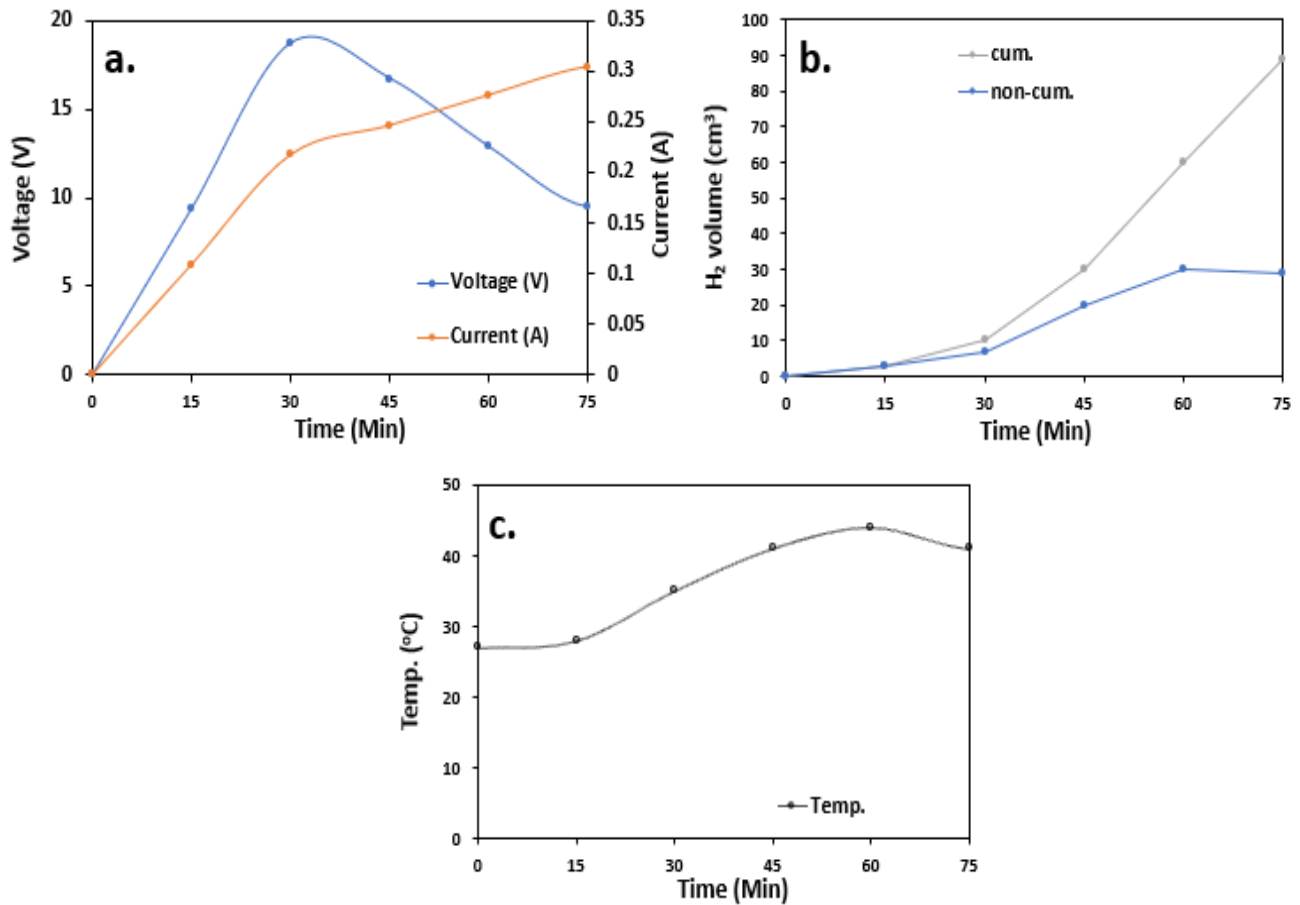 a.
Voltage (V)
20
15
10
5
0
0.35
0.3
0.25
0.2
0.15
0.1
0.05
0
Current (A)
Voltage (V)
Current (A)
0 15 30 45 60 75
Time (Min)
b.
H₂ volume (cm³)
100
90
80
70
60
50
40
30
20
10
0
cum.
non-cum.
0 15 30 45 60 75
Time (Min)
c.
Temp. (ºC)
50
40
30
20
10
0
Temp.
0 15 30 45 60 75
Time (Min)